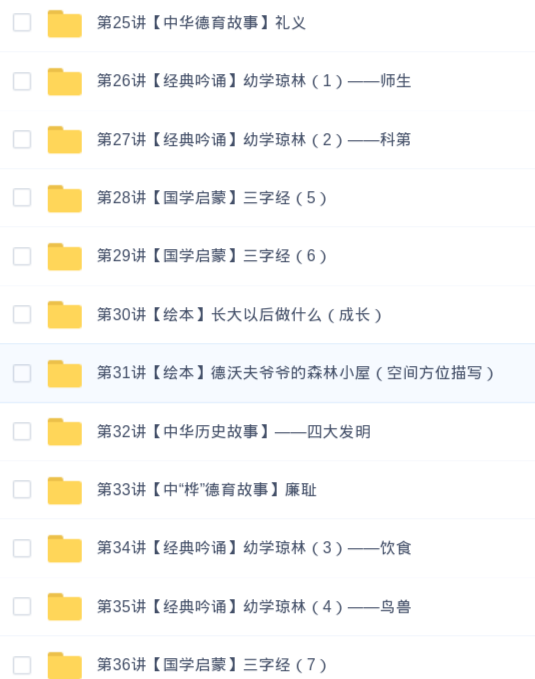 第25讲【中华德育故事】礼义
第26讲【经典吟诵】幼学琼林（1）——师生
第27讲【经典吟诵】幼学琼林（2）——科第
第28讲【国学启蒙】三字经（5）
第29讲【国学启蒙】三字经（6）
第30讲【绘本】长大以后做什么（成长）
第31讲【绘本】德沃夫爷爷的森林小屋（空间方位描写）
第32讲【中华历史故事】——四大发明
第33讲【中“桦”德育故事】廉耻
第34讲【经典吟诵】幼学琼林（3）——饮食
第35讲【经典吟诵】幼学琼林（4）——鸟兽
第36讲【国学启蒙】三字经（7）